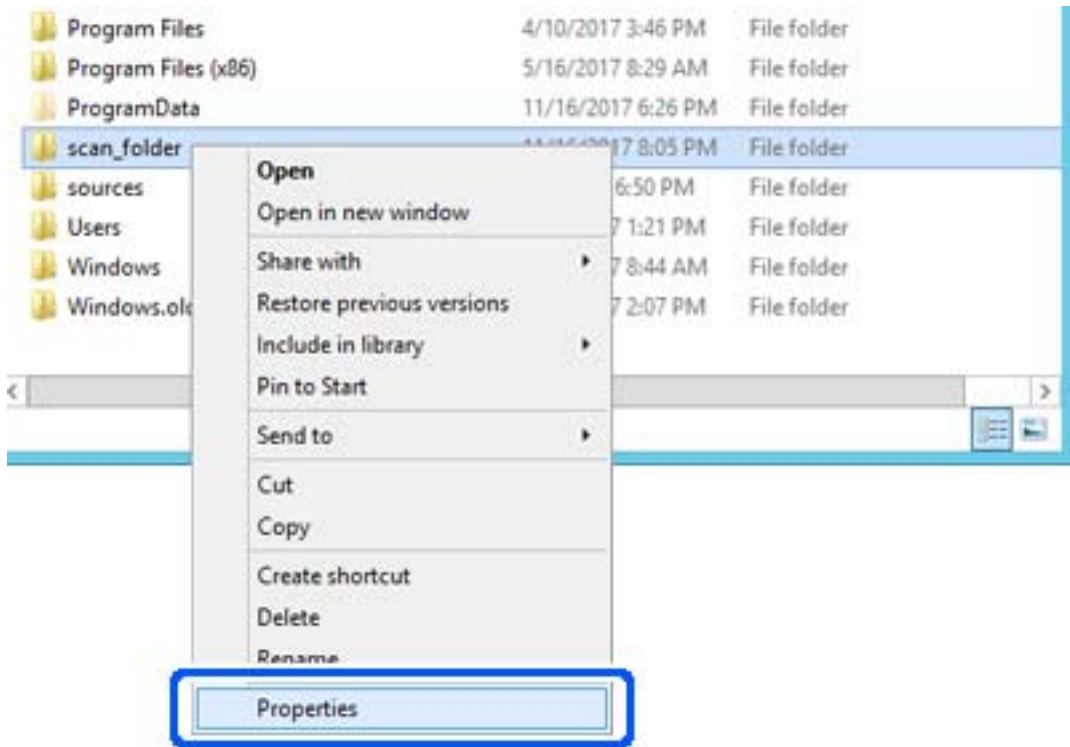 Program Files 4/10/2017 3:46 PM File folder
Program Files (x86) 5/16/2017 8:29 AM File folder
ProgramData 11/16/2017 6:26 PM File folder
scan_folder 7 8:05 PM File folder
Open
sources 6:50 PM File folder
Open in new window
Users 7 1:21 PM File folder
Share with
Windows 7 8:44 AM File folder
Restore previous versions
Windows.old 7 2:07 PM File folder
Include in library
Pin to Start
Send to
Cut
Copy
Create shortcut
Delete
Rename
Properties